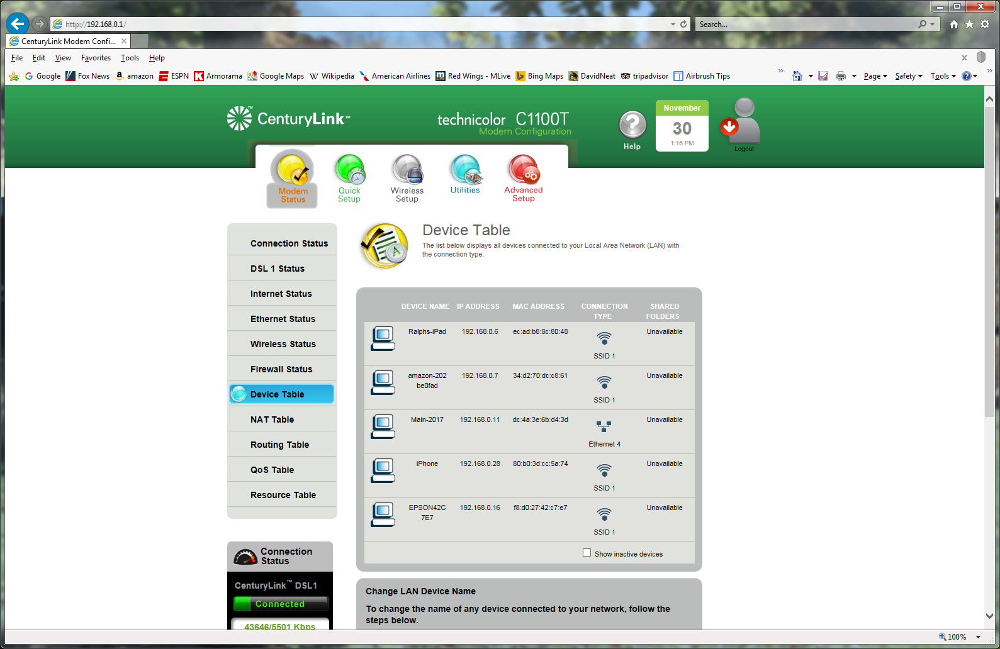 http://192.168.0.1/
Search...
CenturyLink Modem Confi...
File Edit View Favorites Tools Help
Google Fox News amazon ESPN Armorama Google Maps Wikipedia American Airlines Red Wings - MLive Bing Maps DavidNeat tripadvisor Airbrush Tips
Page Safety Tools
CenturyLink™
technicolor C1100T
Modem Configuration
Help
November
30
1:16 PM
Logout
Modem
Status
Quick
Setup
Wireless
Setup
Utilities
Advanced
Setup
Connection Status
DSL 1 Status
Internet Status
Ethernet Status
Wireless Status
Firewall Status
Device Table
NAT Table
Routing Table
QoS Table
Resource Table
Connection
Status
CenturyLink™ DSL1
Connected
43646/5501 Kbps
A
Device Table
The list below displays all devices connected to your Local Area Network (LAN) with
the connection type.
DEVICE NAME IP ADDRESS MAC ADDRESS CONNECTION TYPE SHARED FOLDERS
Ralphs-iPad 192.168.0.6 ec:ad:b8:8c:80:48 SSID 1 Unavailable
amazon-202be0fad 192.168.0.7 34:d2:70:dc:c8:61 SSID 1 Unavailable
Main-2017 192.168.0.11 dc:4a:3e:6b:d4:3d Ethernet 4 Unavailable
iPhone 192.168.0.28 80:b0:3d:cc:5a:74 SSID 1 Unavailable
EPSON42C7E7 192.168.0.16 f8:d0:27:42:c7:e7 SSID 1 Unavailable
Show inactive devices
Change LAN Device Name
To change the name of any device connected to your network, follow the
steps below.
100%